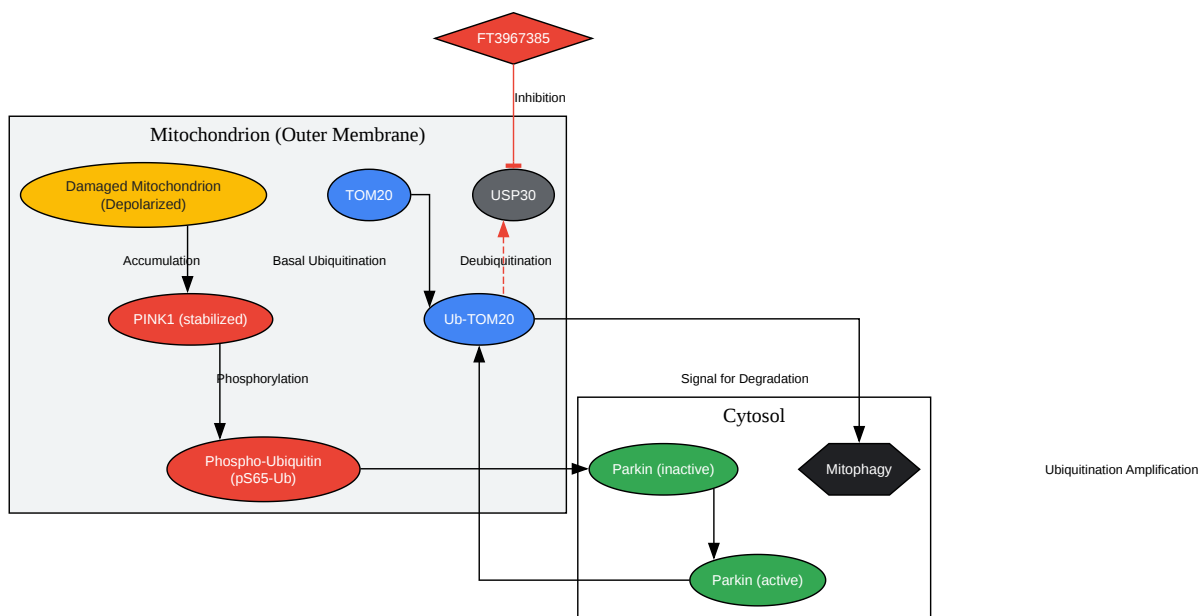 FT3967385
Inhibition
Mitochondrion (Outer Membrane)
Damaged Mitochondrion
(Depolarized)
TOM20
USP30
Accumulation
Basal Ubiquitination
Deubiquitination
PINK1 (stabilized)
Ub-TOM20
Phosphorylation
Signal for Degradation
Cytosol
Phospho-Ubiquitin
(pS65-Ub)
Parkin (inactive)
Mitophagy
Ubiquitination Amplification
Parkin (active)